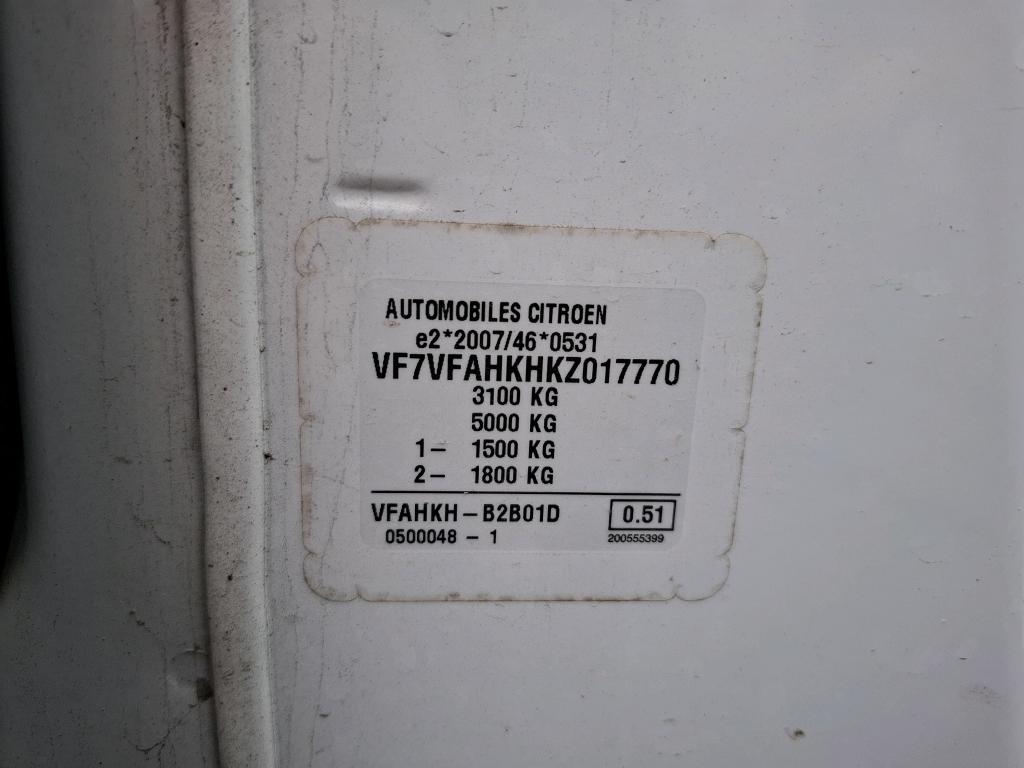 AUTOMOBILES CITROEN
e2*2007/46*0531
VF7VFAHKHKZ017770
3100 KG
5000 KG
1- 1500 KG
2- 1800 KG
VFAHKH-B2B01D 0.51
0500048 - 1 200555399